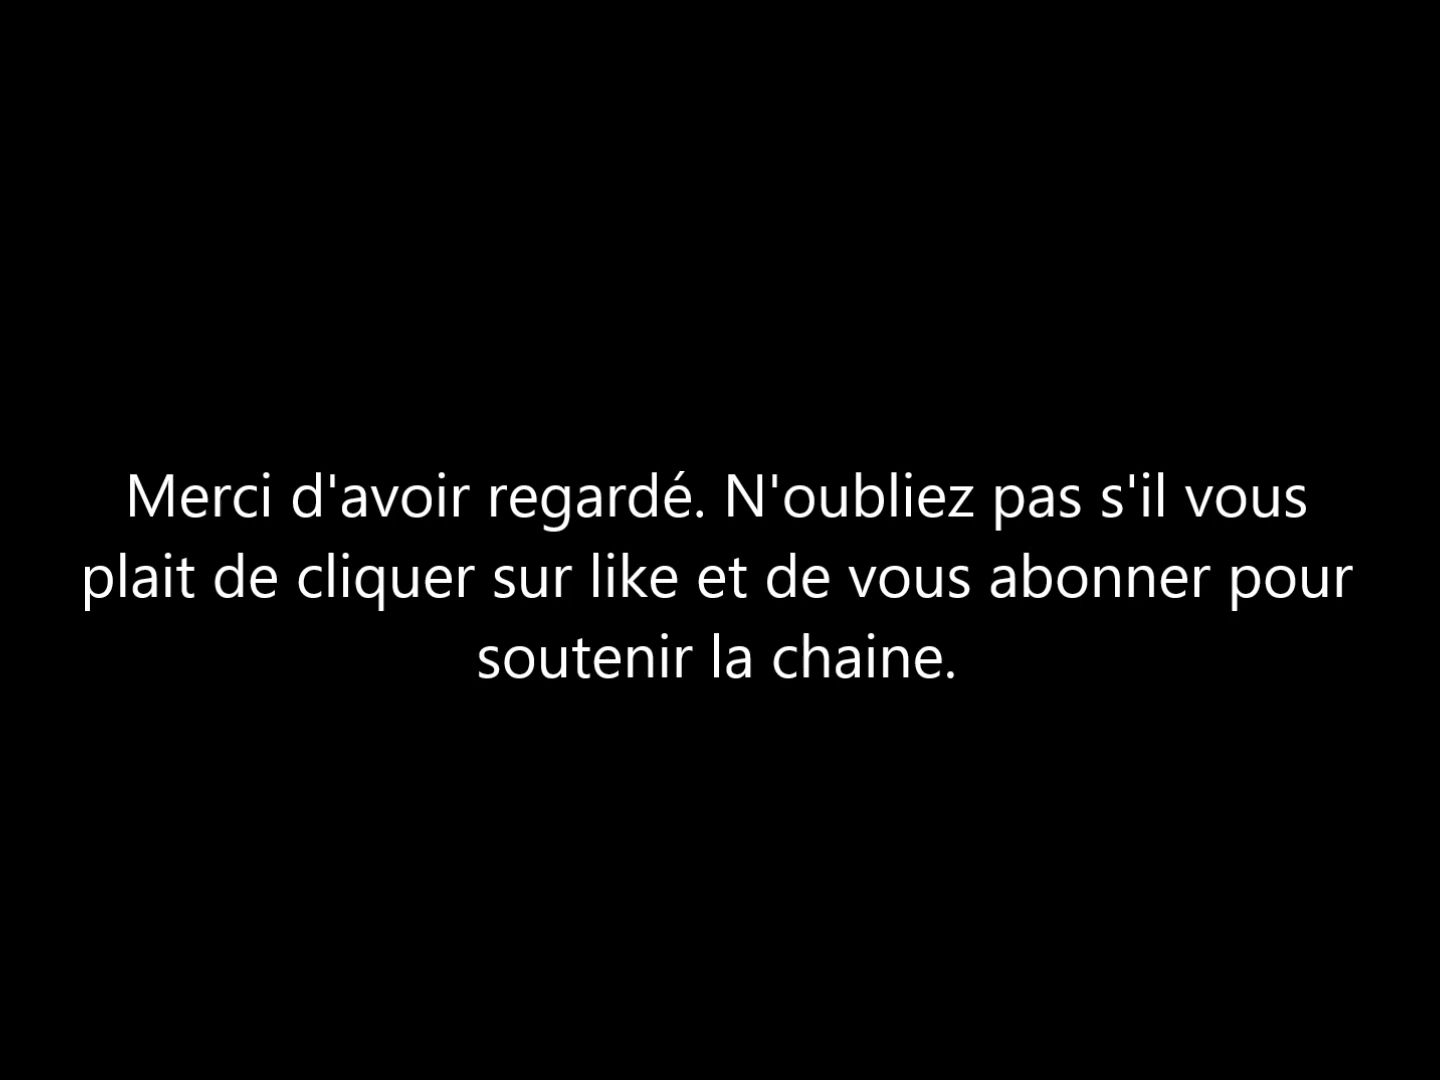 Merci d'avoir regardé. N'oubliez pas s'il vous
plait de cliquer sur like et de vous abonner pour
soutenir la chaine.